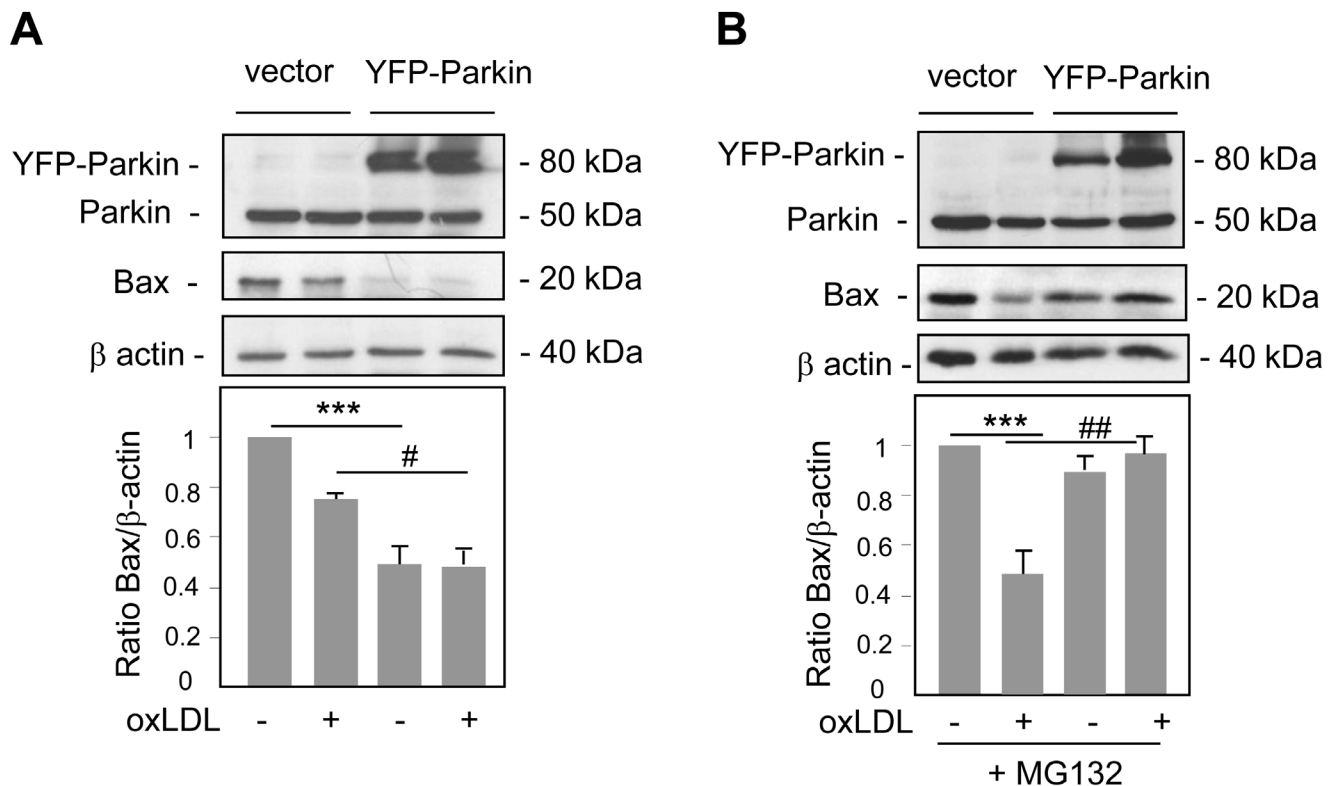 A
vector YFP-Parkin
YFP-Parkin - - 80 kDa
Parkin - - 50 kDa
Bax - - 20 kDa
β actin - - 40 kDa
Ratio Bax/β-actin
1
0.8
0.6
0.4
0.2
0
***
#
oxLDL - + - +
B
vector YFP-Parkin
YFP-Parkin - - 80 kDa
Parkin - - 50 kDa
Bax - - 20 kDa
β actin - - 40 kDa
Ratio Bax/β-actin
1
0.8
0.6
0.4
0.2
0
*** ##
oxLDL - + - +
+ MG132